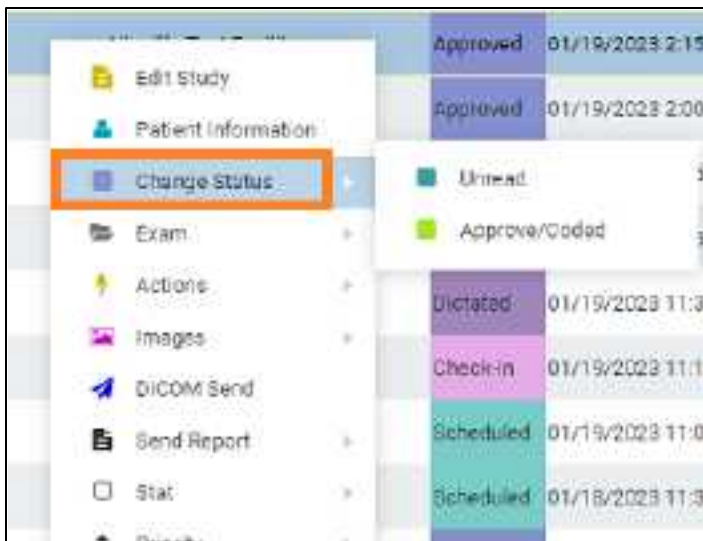 Approved 01/19/2023 2:15
Edit Study
Approved 01/19/2023 2:00
Patient Information
Change Status
Unread
Exam
Approve/Coded
Actions
Dictated 01/19/2023 11:3
Images
Check-in 01/19/2023 11:1
DICOM Send
Send Report
Scheduled 01/19/2023 11:0
Stat
Scheduled 01/18/2023 11:3